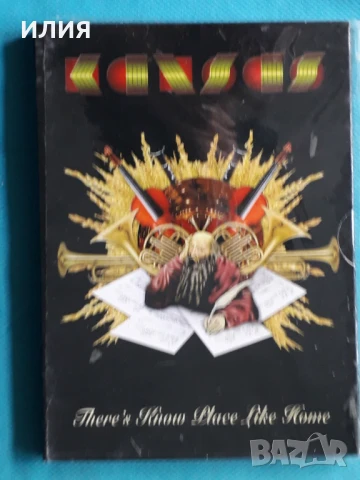 илия
KANSAS
There's Know Place Like Home
BAZAR